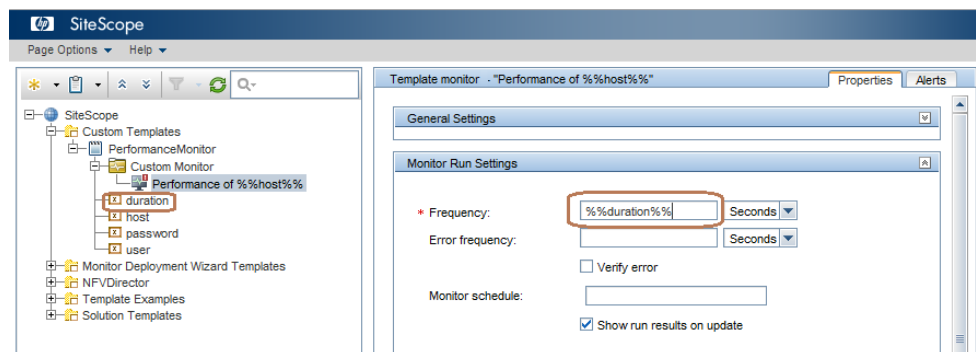 hp SiteScope
Page Options Help
Template monitor - "Performance of %%host%%" Properties Alerts
SiteScope
Custom Templates
PerformanceMonitor
Custom Monitor
Performance of %%host%%
duration
host
password
user
Monitor Deployment Wizard Templates
NFVDirector
Template Examples
Solution Templates
General Settings
Monitor Run Settings
* Frequency: %%duration%% Seconds
Error frequency: Seconds
Verify error
Monitor schedule:
Show run results on update